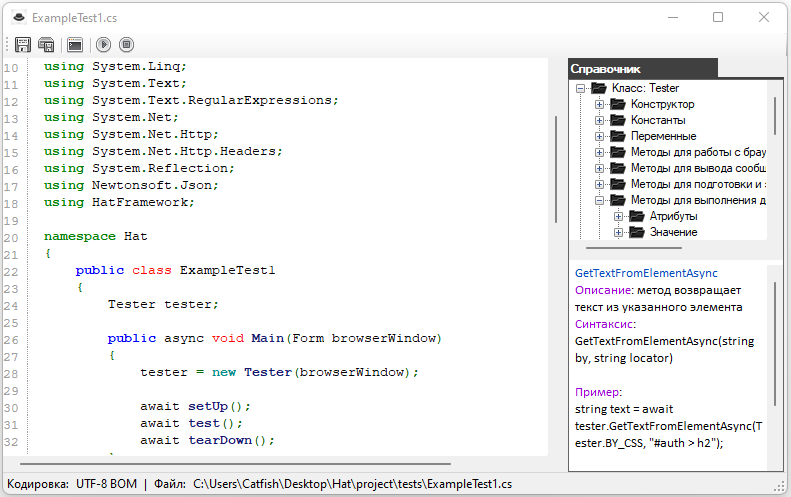 ExampleTest1.cs
10 using System.Linq;
11 using System.Text;
12 using System.Text.RegularExpressions;
13 using System.Net;
14 using System.Net.Http;
15 using System.Net.Http.Headers;
16 using System.Reflection;
17 using Newtonsoft.Json;
18 using HatFramework;
19
20 namespace Hat
21 {
22 public class ExampleTest1
23 {
24 Tester tester;
25
26 public async void Main(Form browserWindow)
27 {
28 tester = new Tester(browserWindow);
29
30 await setUp();
31 await test();
32 await tearDown();
Справочник
Класс: Tester
Конструктор
Константы
Переменные
Методы для работы с брау
Методы для вывода сообщ
Методы для подготовки и
Методы для выполнения д
Атрибуты
Значение
GetTextFromElementAsync
Описание: метод возвращает
текст из указанного элемента
Синтаксис:
GetTextFromElementAsync(string
by, string locator)
Пример:
string text = await
tester.GetTextFromElementAsync(T
ester.BY_CSS, "#auth > h2");
Кодировка: UTF-8 BOM | Файл: C:\Users\Catfish\Desktop\Hat\project\tests\ExampleTest1.cs